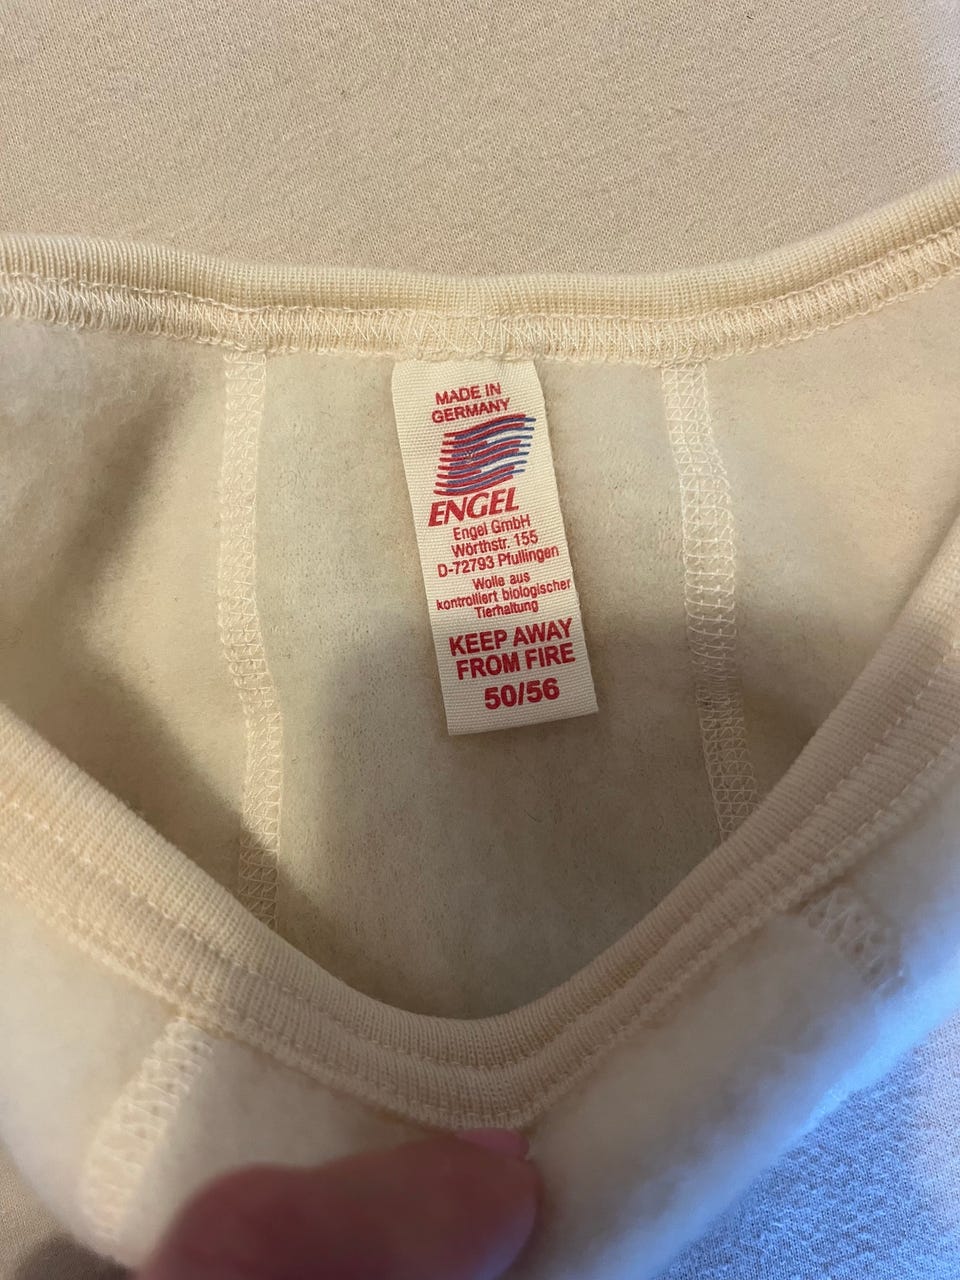 MADE IN
GERMANY
ENGEL
Engel GmbH
Wörthstr. 155
D-72793 Pfullingen
Wolle aus
kontrolliert biologischer
Tierhaltung
KEEP AWAY
FROM FIRE
50/56